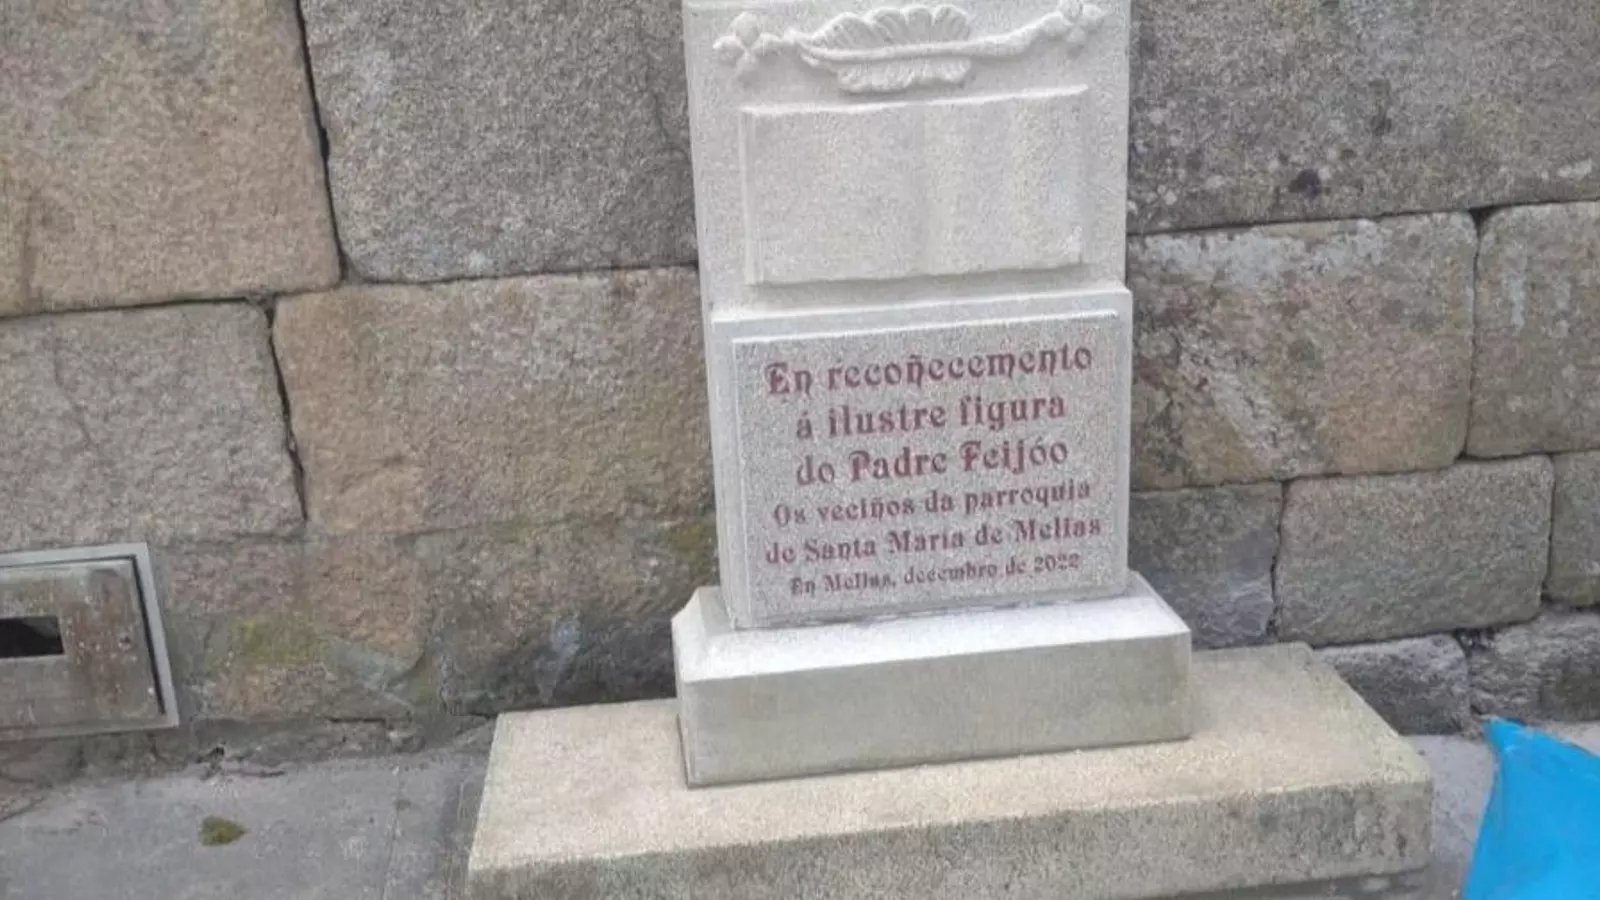 En recoñecemento
á ilustre figura
do Padre Feijóo
Os veciños da parroquia
de Santa María de Melias
En Melias, decembro de 2022